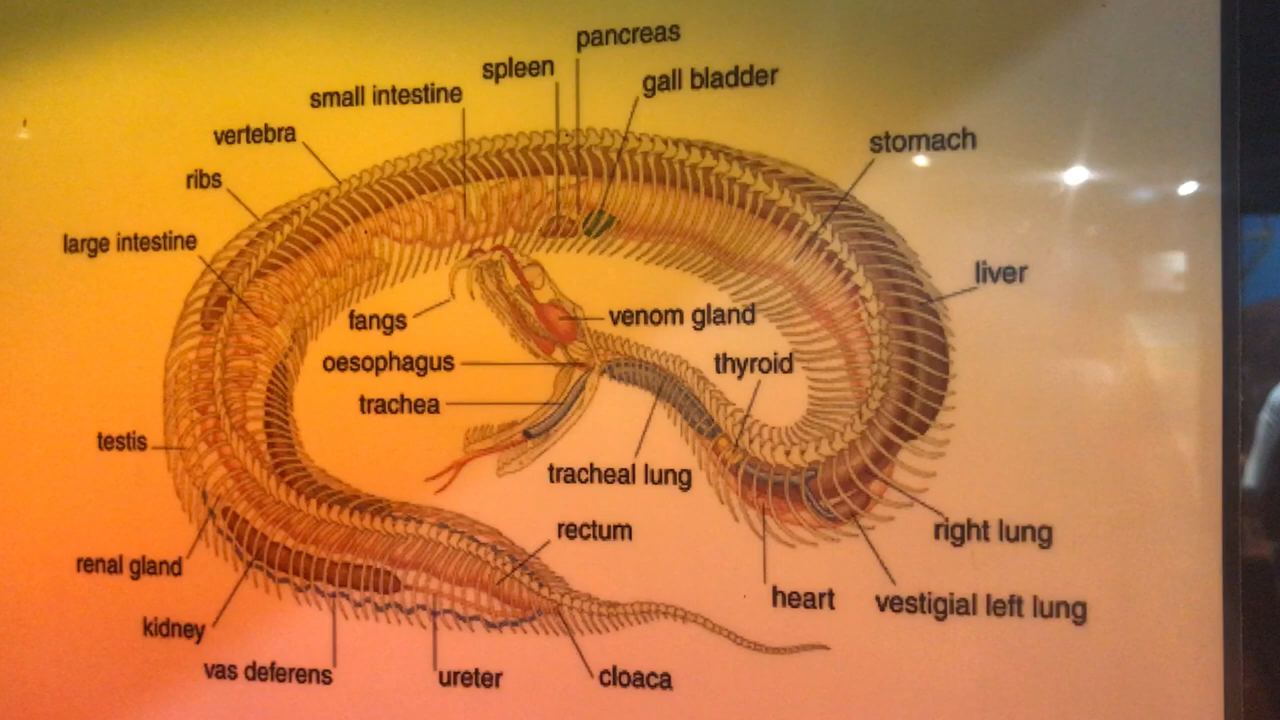 pancreas
spleen
gall bladder
small intestine
vertebra
stomach
ribs
large intestine
liver
fangs
venom gland
oesophagus
thyroid
trachea
testis
tracheal lung
rectum
right lung
renal gland
heart
vestigial left lung
kidney
vas deferens
ureter
cloaca